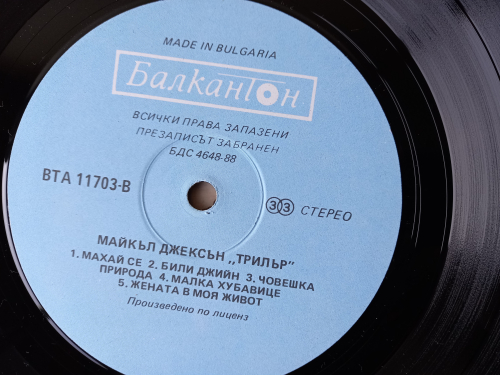 MADE IN BULGARIA
Балкантон
ВСИЧКИ ПРАВА ЗАПАЗЕНИ
ПРЕЗАПИСЪТ ЗАБРАНЕН
БДС 4648-88
ВТА 11703-В
33 СТЕРЕО
МАЙКЪЛ ДЖЕКСЪН „ТРИЛЪР"
1. МАХАЙ СЕ 2. БИЛИ ДЖИЙН 3. ЧОВЕШКА
ПРИРОДА 4. МАЛКА ХУБАВИЦЕ
5. ЖЕНАТА В МОЯ ЖИВОТ
Произведено по лиценз